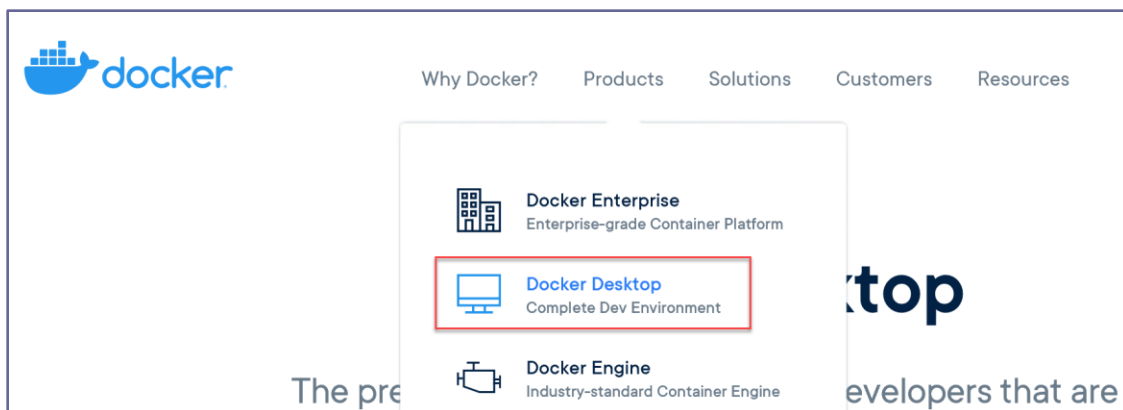 docker
Why Docker? Products Solutions Customers Resources
Docker Enterprise
Enterprise-grade Container Platform
Docker Desktop
Complete Dev Environment
top
Docker Engine
Industry-standard Container Engine
The pre
evelopers that are